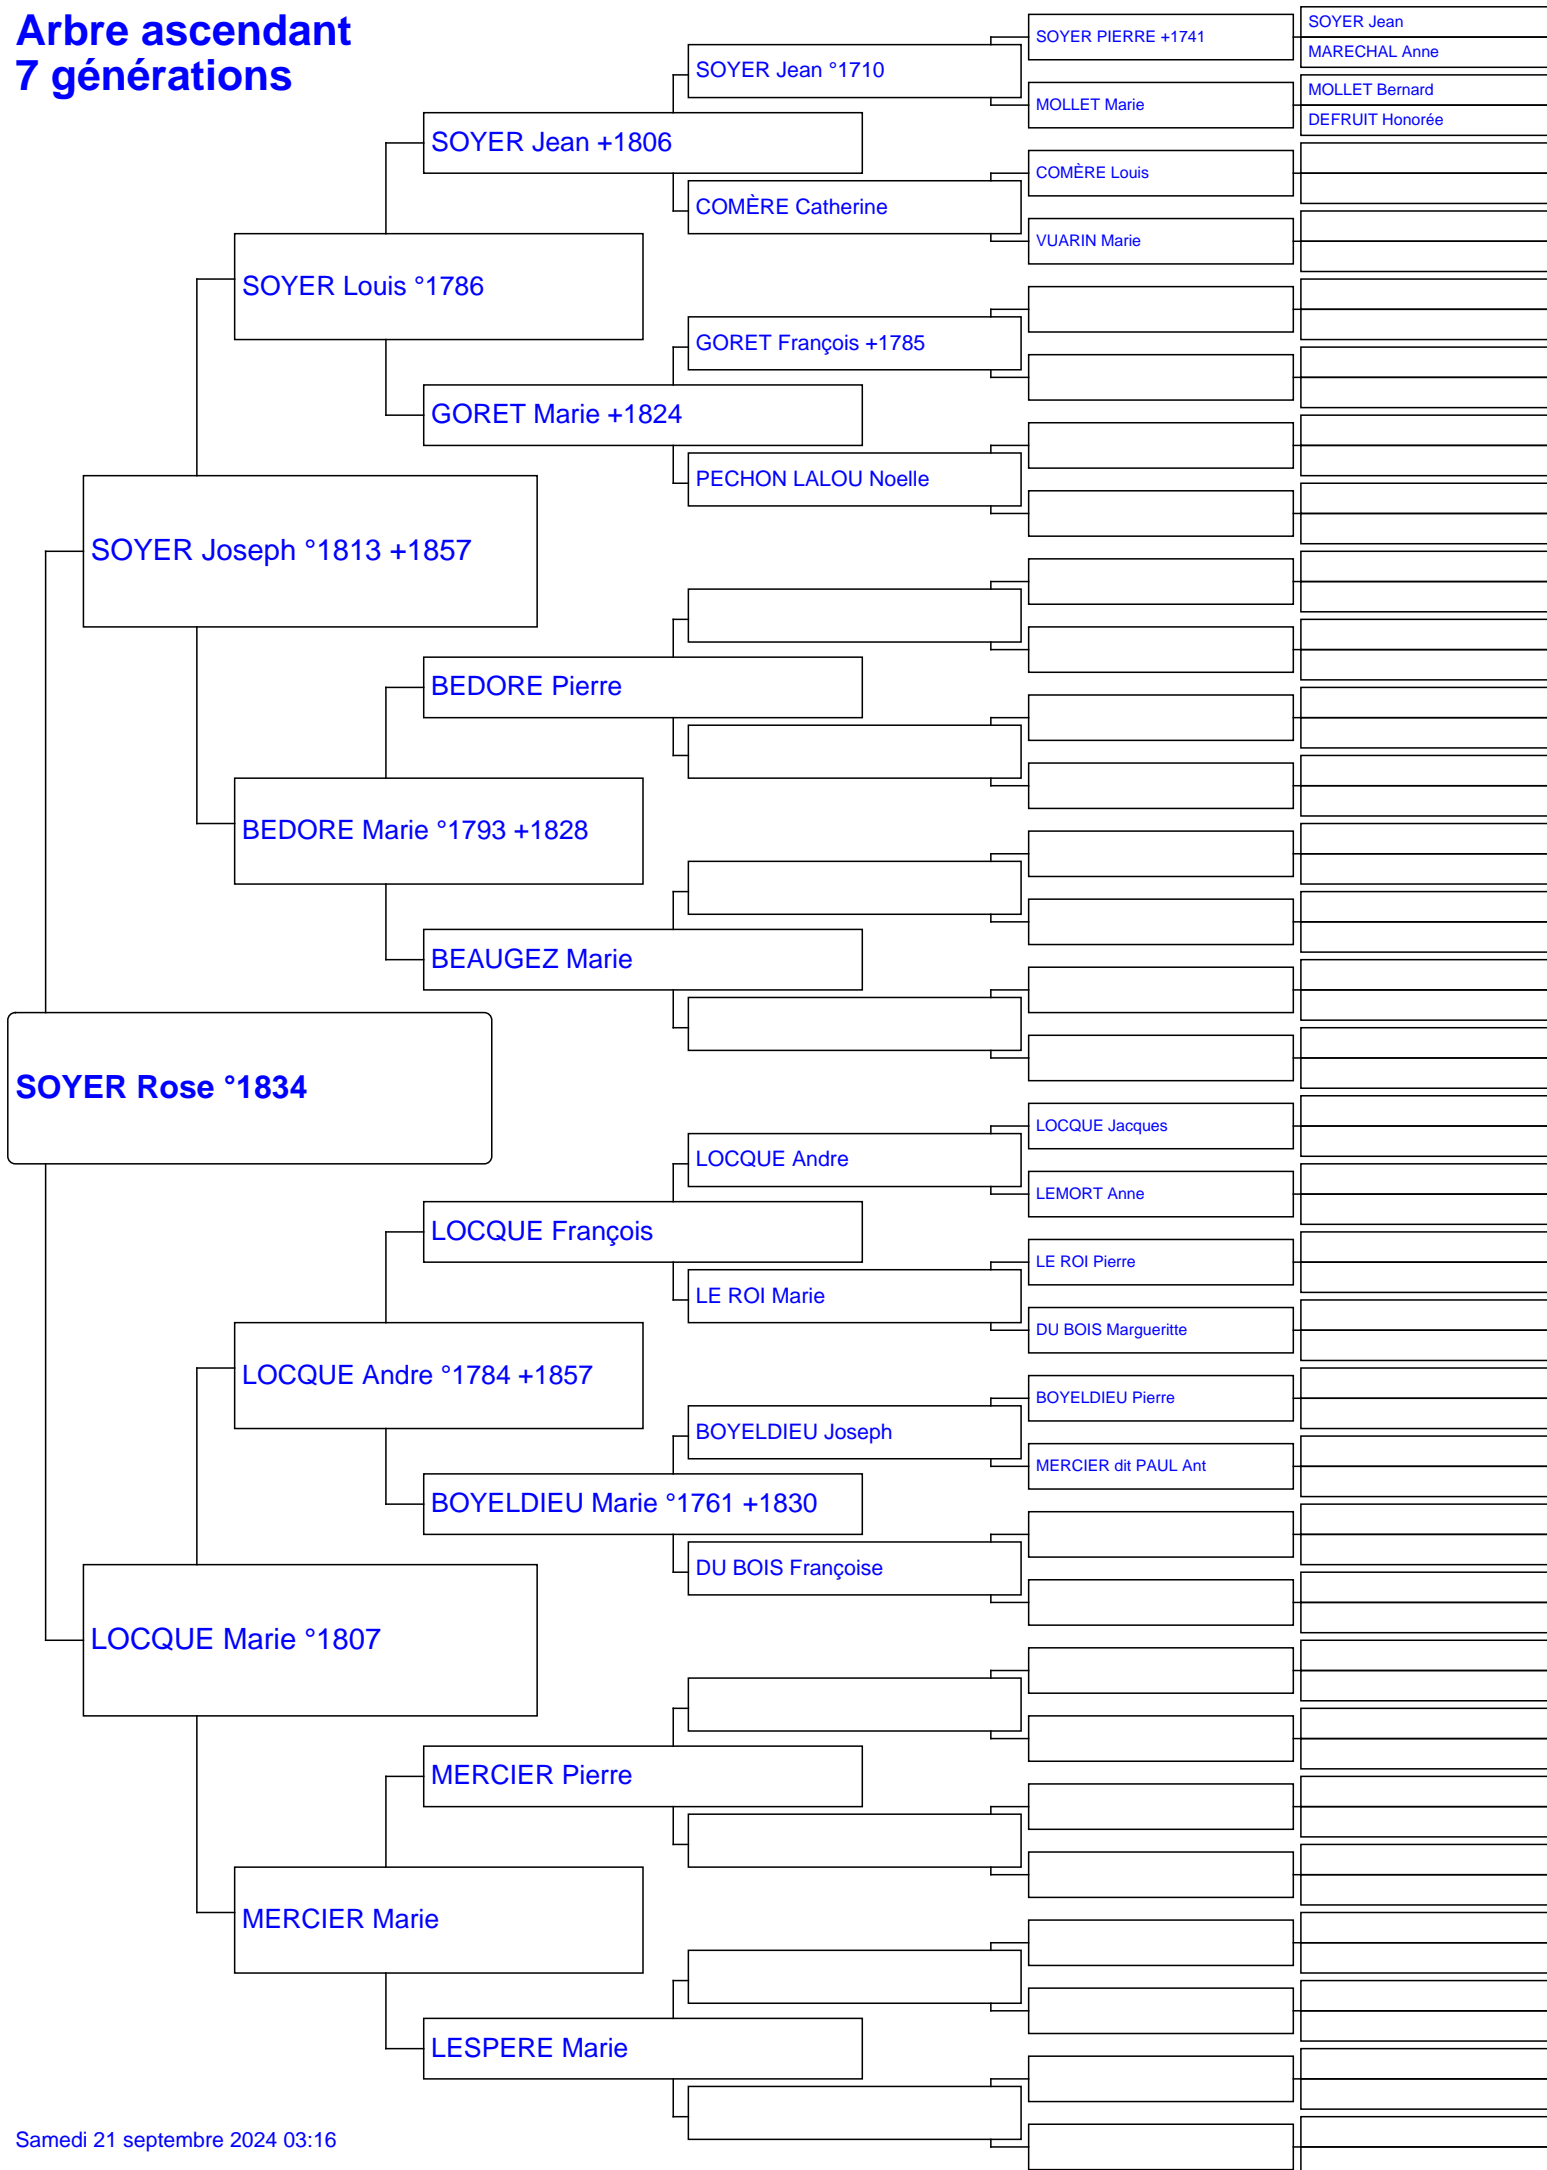 Arbre ascendant
7 générations
SOYER Rose °1834
SOYER Joseph °1813 +1857
LOCQUE Marie °1807
SOYER Louis °1786
BEDORE Marie °1793 +1828
LOCQUE Andre °1784 +1857
MERCIER Marie
SOYER Jean +1806
GORET Marie +1824
BEDORE Pierre
BEAUGEZ Marie
LOCQUE François
BOYELDIEU Marie °1761 +1830
MERCIER Pierre
LESPERE Marie
SOYER Jean °1710
COMÈRE Catherine
GORET François +1785
PECHON LALOU Noelle
LOCQUE Andre
LE ROI Marie
BOYELDIEU Joseph
DU BOIS Françoise
SOYER PIERRE +1741
MOLLET Marie
COMÈRE Louis
VUARIN Marie
LOCQUE Jacques
LEMORT Anne
LE ROI Pierre
DU BOIS Margueritte
BOYELDIEU Pierre
MERCIER dit PAUL Ant
SOYER Jean
MARECHAL Anne
MOLLET Bernard
DEFRUIT Honorée
Samedi 21 septembre 2024 03:16